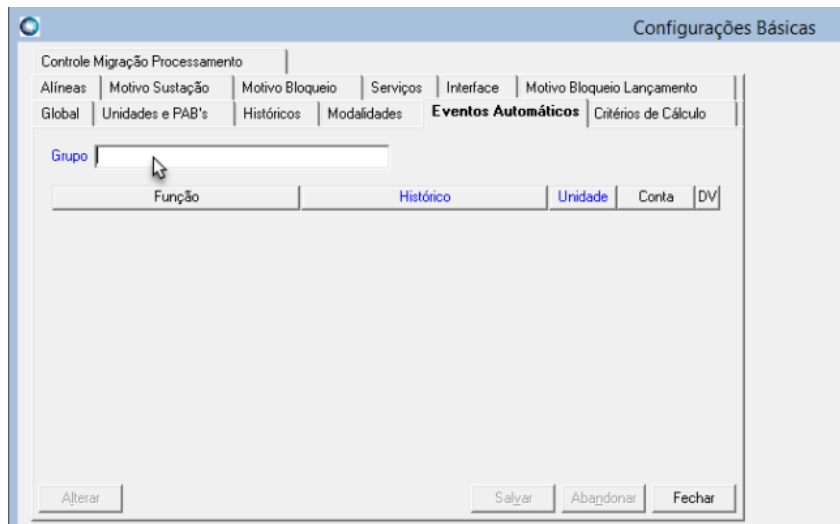 Configurações Básicas
Controle Migração Processamento
Alíneas Motivo Sustação Motivo Bloqueio Serviços Interface Motivo Bloqueio Lançamento
Global Unidades e PAB's Históricos Modalidades Eventos Automáticos Critérios de Cálculo
Grupo
Função Histórico Unidade Conta DV
Alterar Salvar Abandonar Fechar